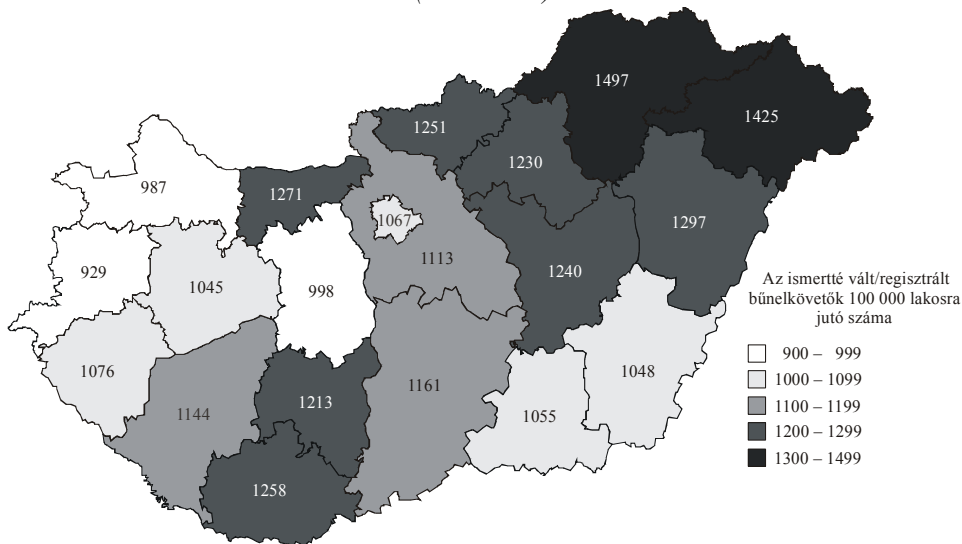 1497
1425
1251
1230
987
1271
1297
1067
929
1113
1045
998
1240
Az ismertté vált/regisztrált
bűnelkövetők 100 000 lakosra
jutó száma
1076
1144
1213
1161
1055
1048
1258
900 – 999
1000 – 1099
1100 – 1199
1200 – 1299
1300 – 1499